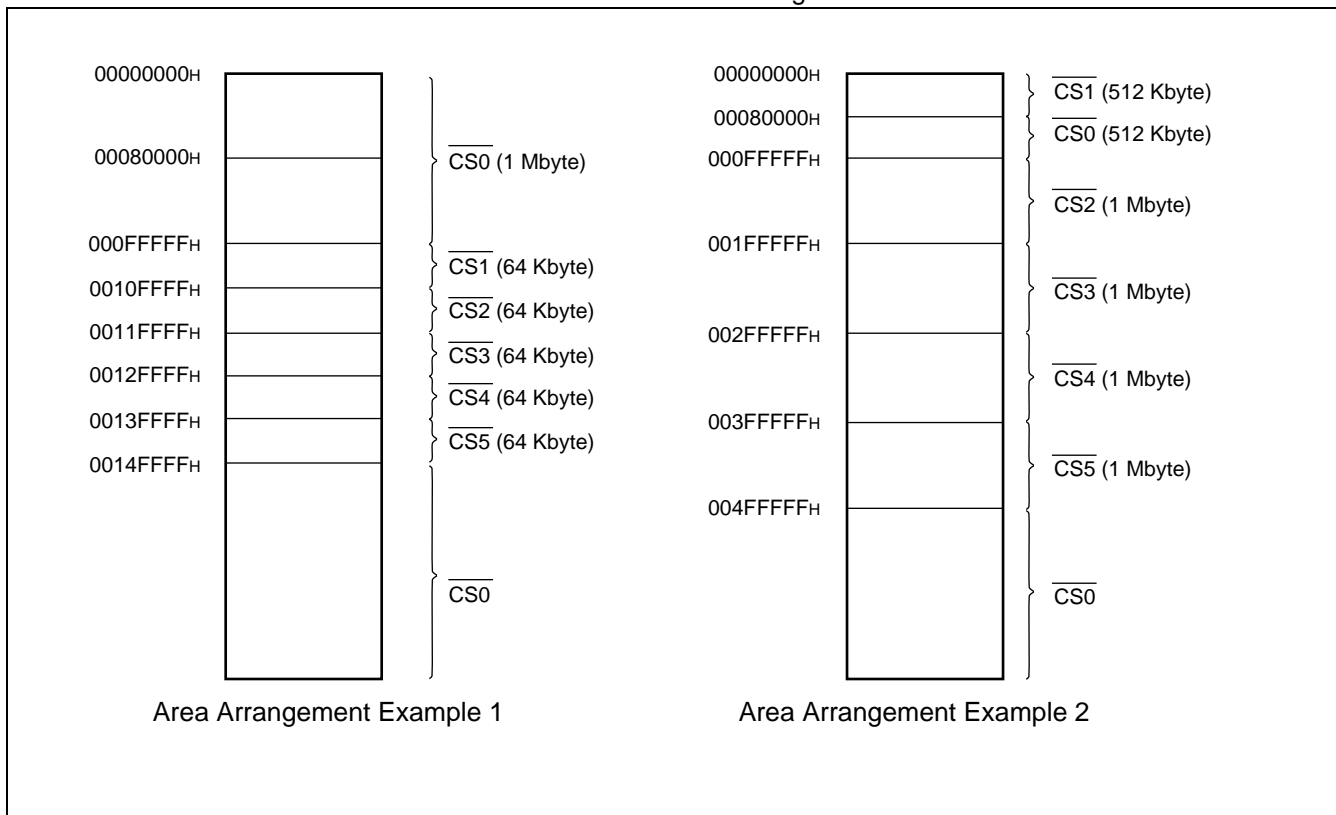 00000000H
00080000H
000FFFFFH
0010FFFFH
0011FFFFH
0012FFFFH
0013FFFFH
0014FFFFH
CS0 (1 Mbyte)
CS1 (64 Kbyte)
CS2 (64 Kbyte)
CS3 (64 Kbyte)
CS4 (64 Kbyte)
CS5 (64 Kbyte)
CS0
Area Arrangement Example 1
00000000H
00080000H
000FFFFFH
001FFFFFH
002FFFFFH
003FFFFFH
004FFFFFH
CS1 (512 Kbyte)
CS0 (512 Kbyte)
CS2 (1 Mbyte)
CS3 (1 Mbyte)
CS4 (1 Mbyte)
CS5 (1 Mbyte)
CS0
Area Arrangement Example 2